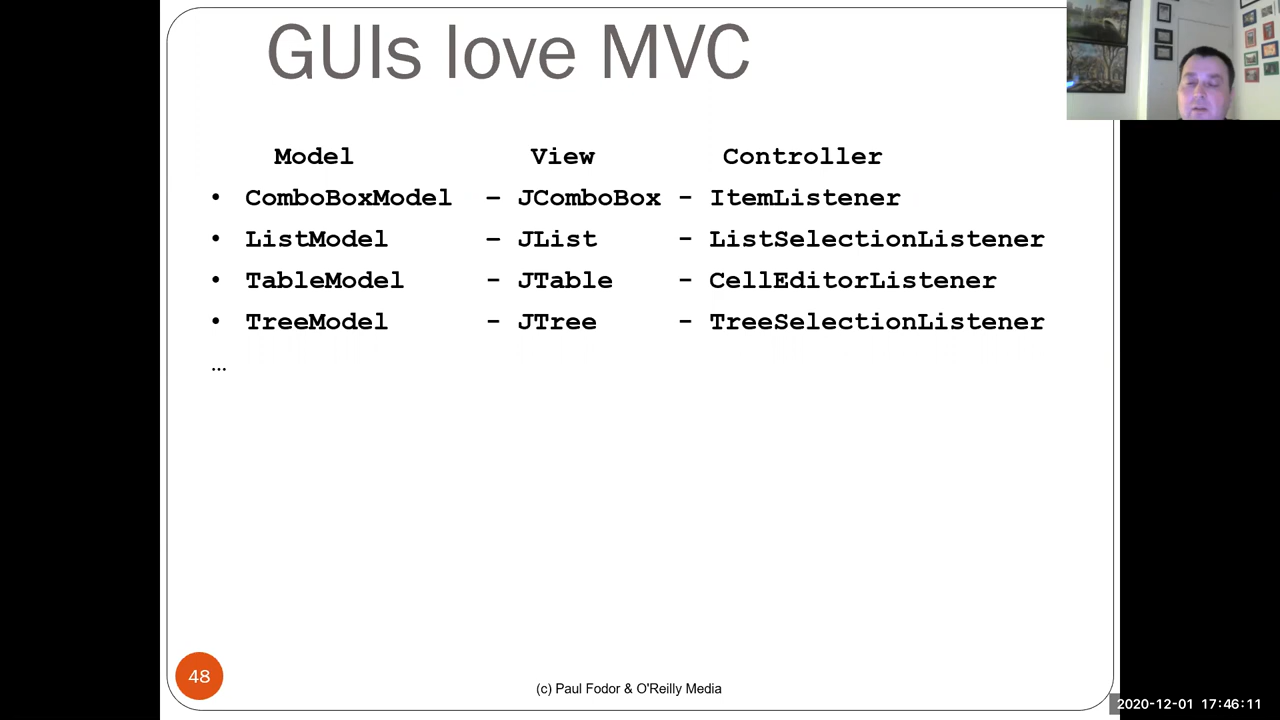 GUIs love MVC
Model View Controller
• ComboBoxModel – JComboBox - ItemListener
• ListModel – JList - ListSelectionListener
• TableModel - JTable - CellEditorListener
• TreeModel - JTree - TreeSelectionListener
…
48
(c) Paul Fodor & O'Reilly Media
2020-12-01 17:46:11